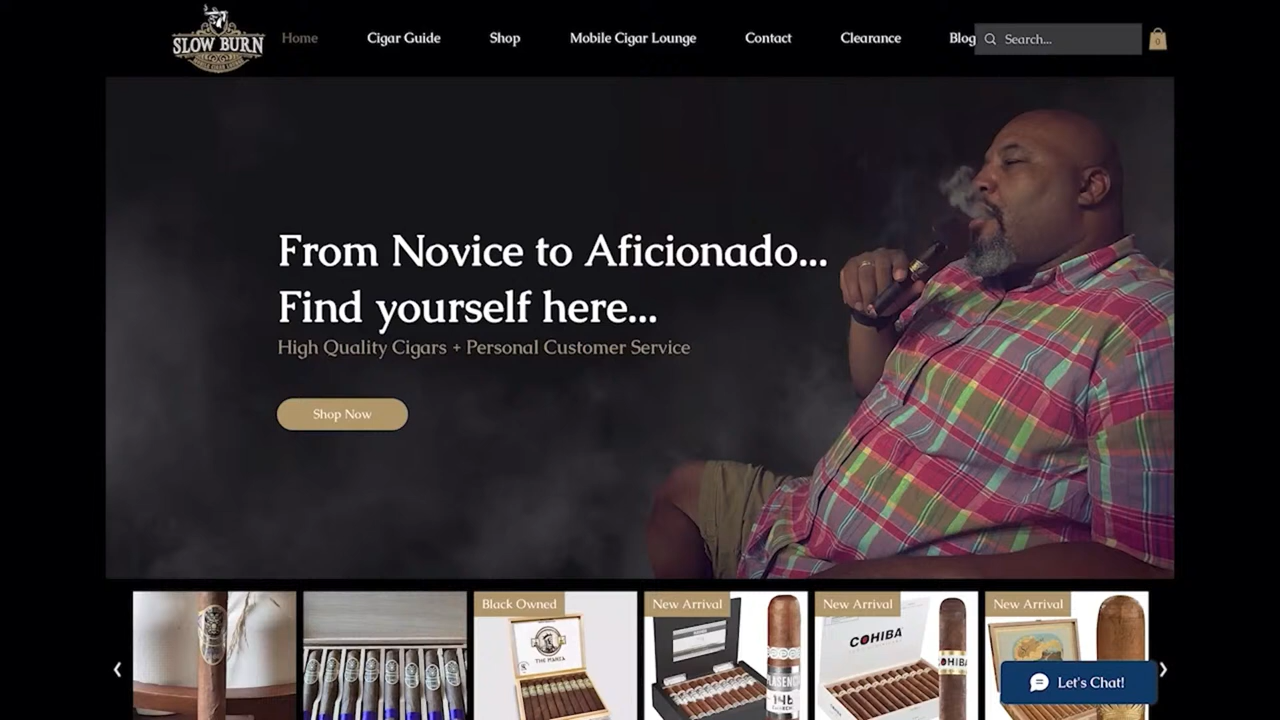 SLOW BURN
Home
Cigar Guide
Shop
Mobile Cigar Lounge
Contact
Clearance
Blog
Search...
0
From Novice to Aficionado...
Find yourself here...
High Quality Cigars + Personal Customer Service
Shop Now
Black Owned
New Arrival
New Arrival
New Arrival
COHIBA
COHIBA
146
Let's Chat!